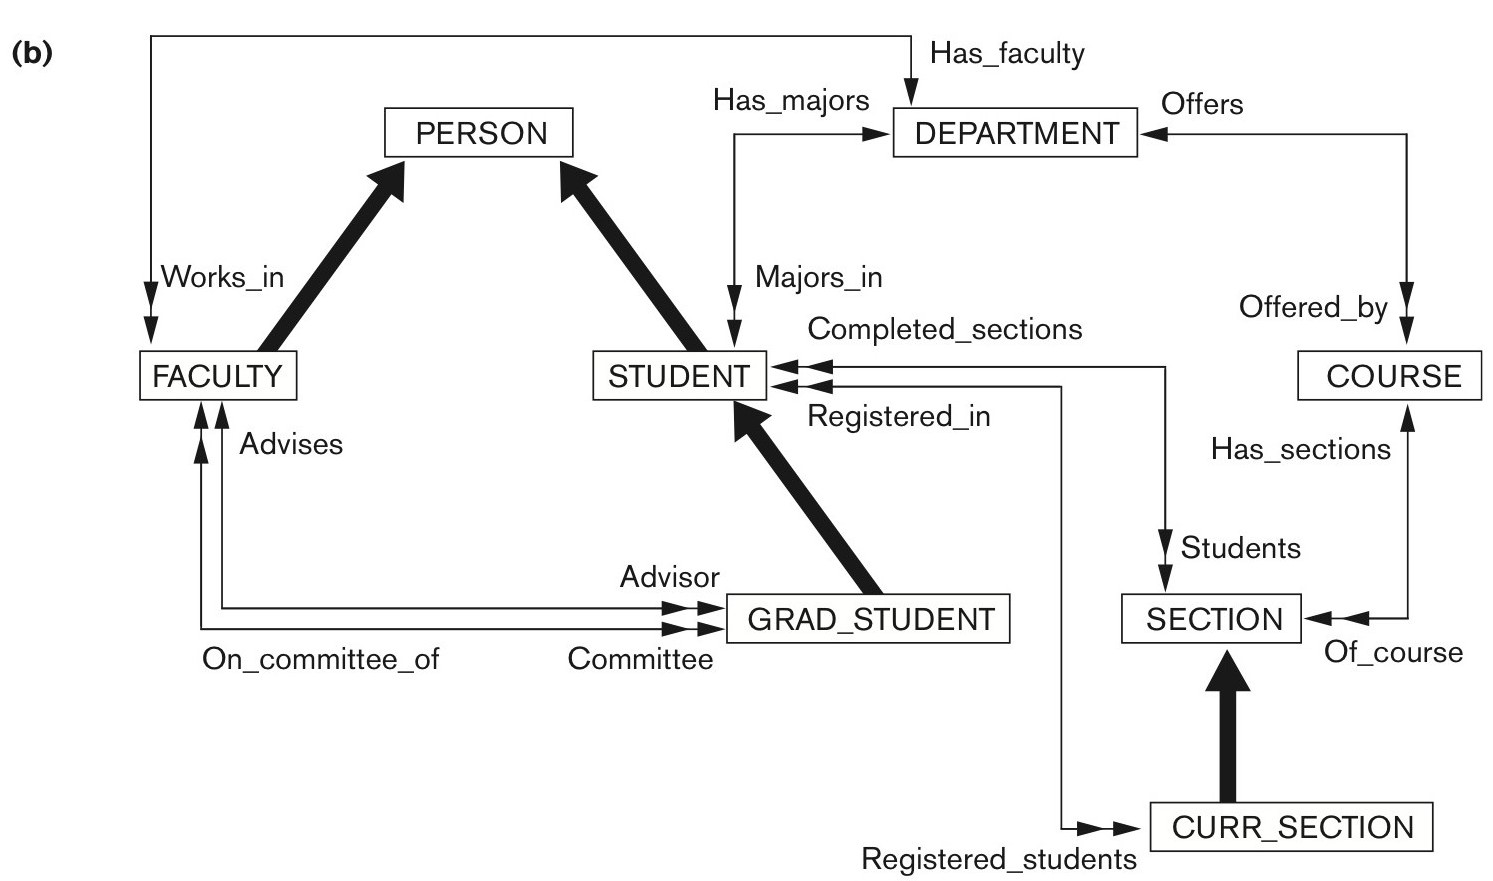 (b)
Has_faculty
Has_majors
Offers
PERSON
DEPARTMENT
Works_in
Majors_in
Offered_by
Completed_sections
FACULTY
STUDENT
COURSE
Registered_in
Advises
Has_sections
Students
Advisor
GRAD_STUDENT
SECTION
On_committee_of
Committee
Of_course
CURR_SECTION
Registered_students